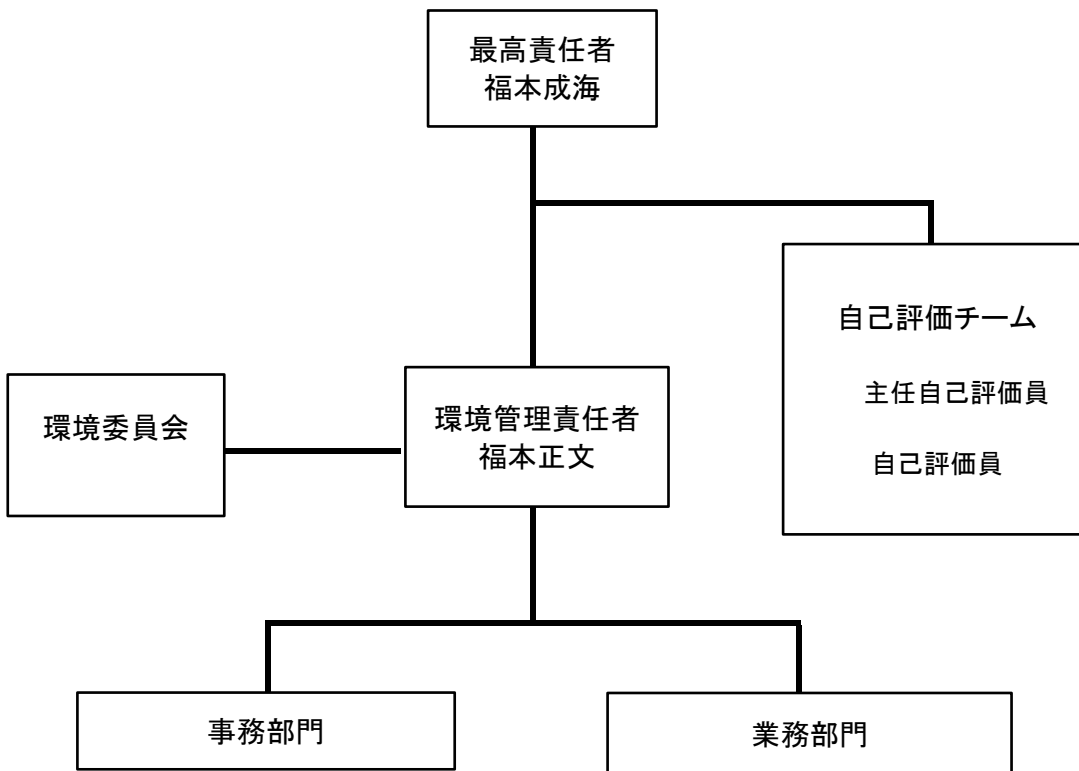 最高責任者
福本成海
自己評価チーム
主任自己評価員
自己評価員
環境委員会
環境管理責任者
福本正文
事務部門
業務部門